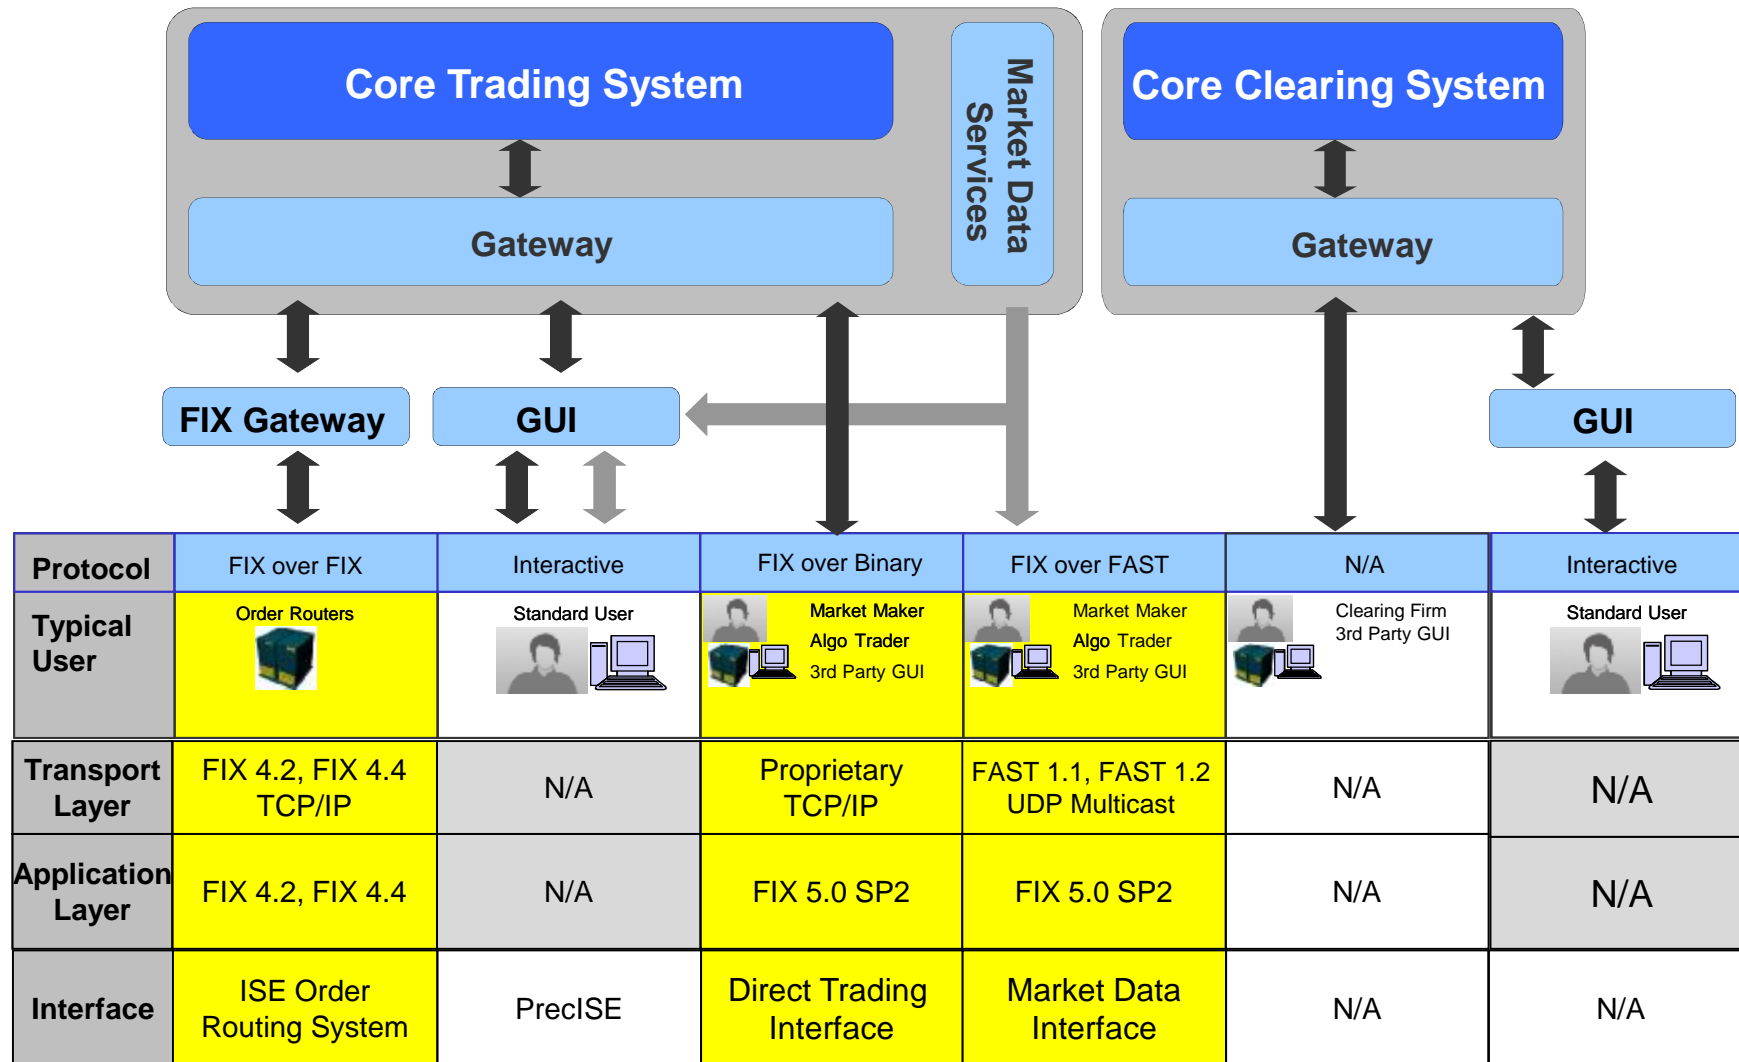 Core Trading System
Market Data
Services
Core Clearing System
Gateway
Gateway
FIX Gateway
GUI
GUI
Protocol
FIX over FIX
Interactive
FIX over Binary
FIX over FAST
N/A
Interactive
Typical
User
Order Routers
Standard User
Market Maker
Algo Trader
3rd Party GUI
Market Maker
Algo Trader
3rd Party GUI
Clearing Firm
3rd Party GUI
Standard User
Transport
Layer
FIX 4.2, FIX 4.4
TCP/IP
N/A
Proprietary
TCP/IP
FAST 1.1, FAST 1.2
UDP Multicast
N/A
N/A
Application
Layer
FIX 4.2, FIX 4.4
N/A
FIX 5.0 SP2
FIX 5.0 SP2
N/A
N/A
Interface
ISE Order
Routing System
PrecISE
Direct Trading
Interface
Market Data
Interface
N/A
N/A